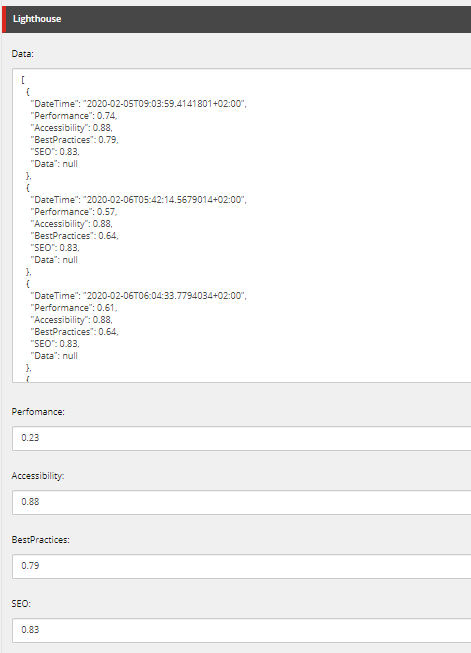 Lighthouse
Data:
[
{
"DateTime": "2020-02-05T09:03:59.4141801+02:00",
"Performance": 0.74,
"Accessibility": 0.88,
"BestPractices": 0.79,
"SEO": 0.83,
"Data": null
},
{
"DateTime": "2020-02-06T05:42:14.5679014+02:00",
"Performance": 0.57,
"Accessibility": 0.88,
"BestPractices": 0.64,
"SEO": 0.83,
"Data": null
},
{
"DateTime": "2020-02-06T06:04:33.7794034+02:00",
"Performance": 0.61,
"Accessibility": 0.88,
"BestPractices": 0.64,
"SEO": 0.83,
"Data": null
},
{
Perfomance:
0.23
Accessibility:
0.88
BestPractices:
0.79
SEO:
0.83